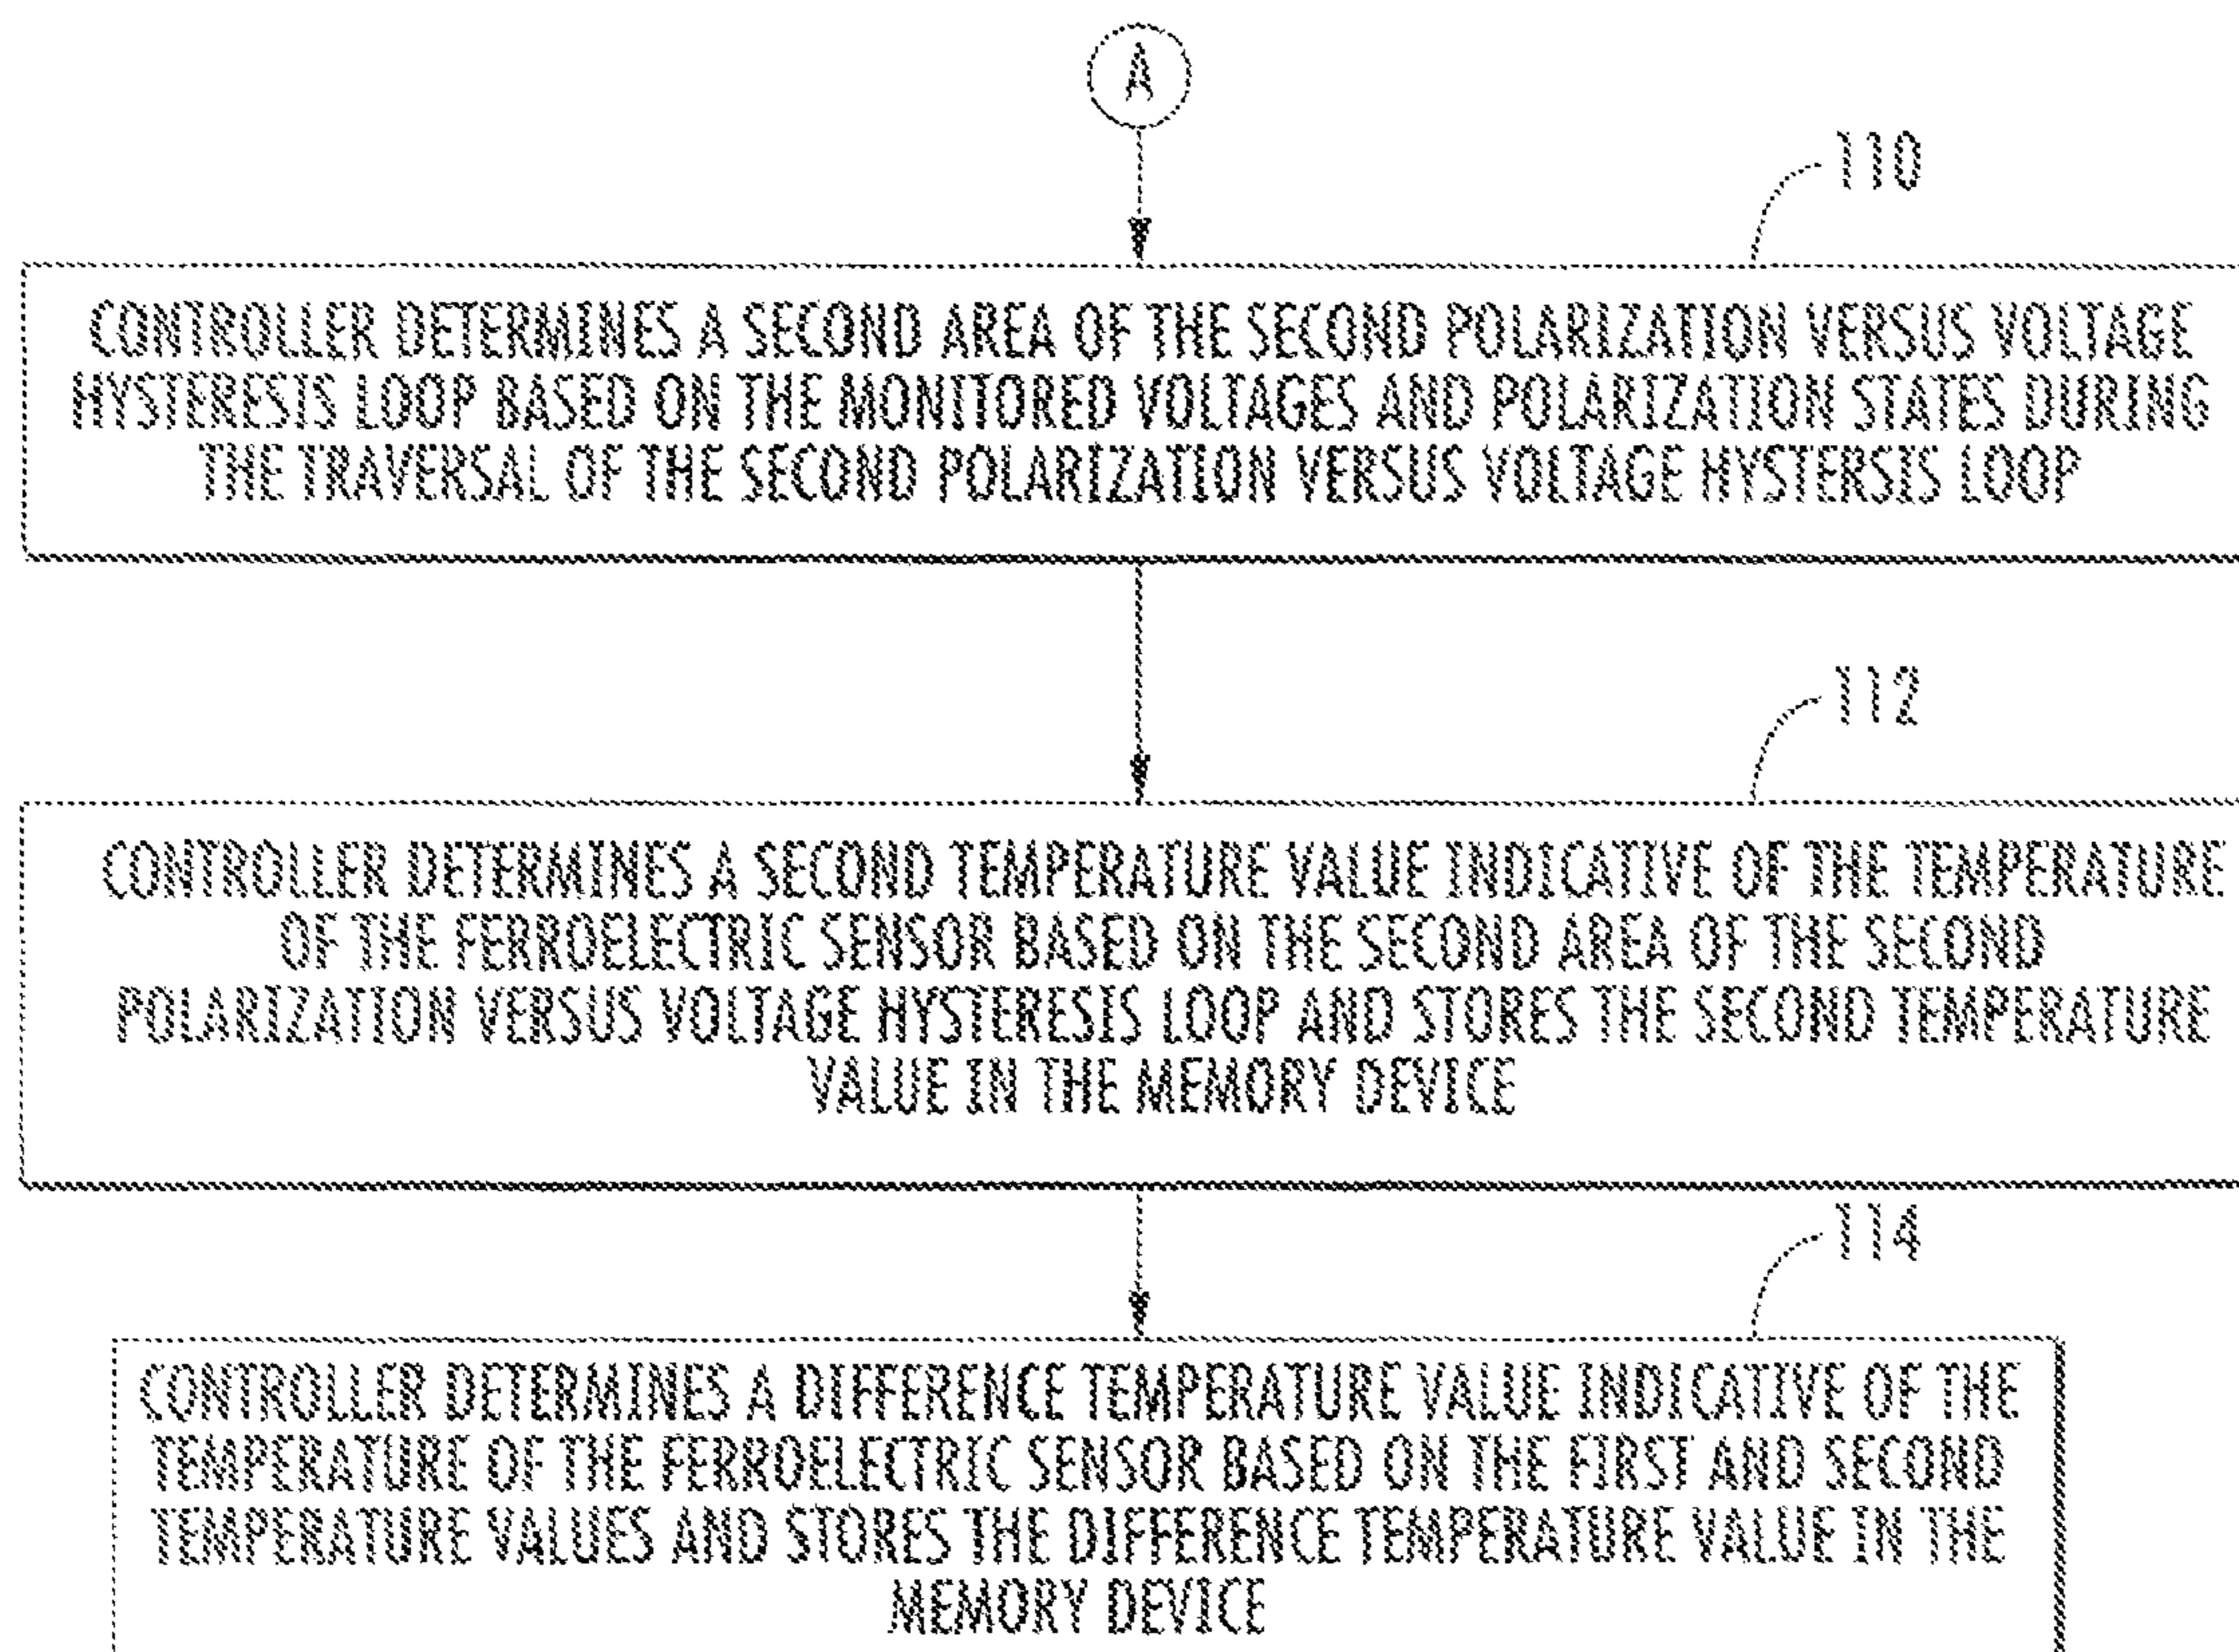 A
110
CONTROLLER DETERMINES A SECOND AREA OF THE SECOND POLARIZATION VERSUS VOLTAGE
HYSTERESIS LOOP BASED ON THE MONITORED VOLTAGES AND POLARIZATION STATES DURING
THE TRAVERSAL OF THE SECOND POLARIZATION VERSUS VOLTAGE HYSTERSIS LOOP
112
CONTROLLER DETERMINES A SECOND TEMPERATURE VALUE INDICATIVE OF THE TEMPERATURE
OF THE FERROELECTRIC SENSOR BASED ON THE SECOND AREA OF THE SECOND
POLARIZATION VERSUS VOLTAGE HYSTERESIS LOOP AND STORES THE SECOND TEMPERATURE
VALUE IN THE MEMORY DEVICE
114
CONTROLLER DETERMINES A DIFFERENCE TEMPERATURE VALUE INDICATIVE OF THE
TEMPERATURE OF THE FERROELECTRIC SENSOR BASED ON THE FIRST AND SECOND
TEMPERATURE VALUES AND STORES THE DIFFERENCE TEMPERATURE VALUE IN THE
MEMORY DEVICE